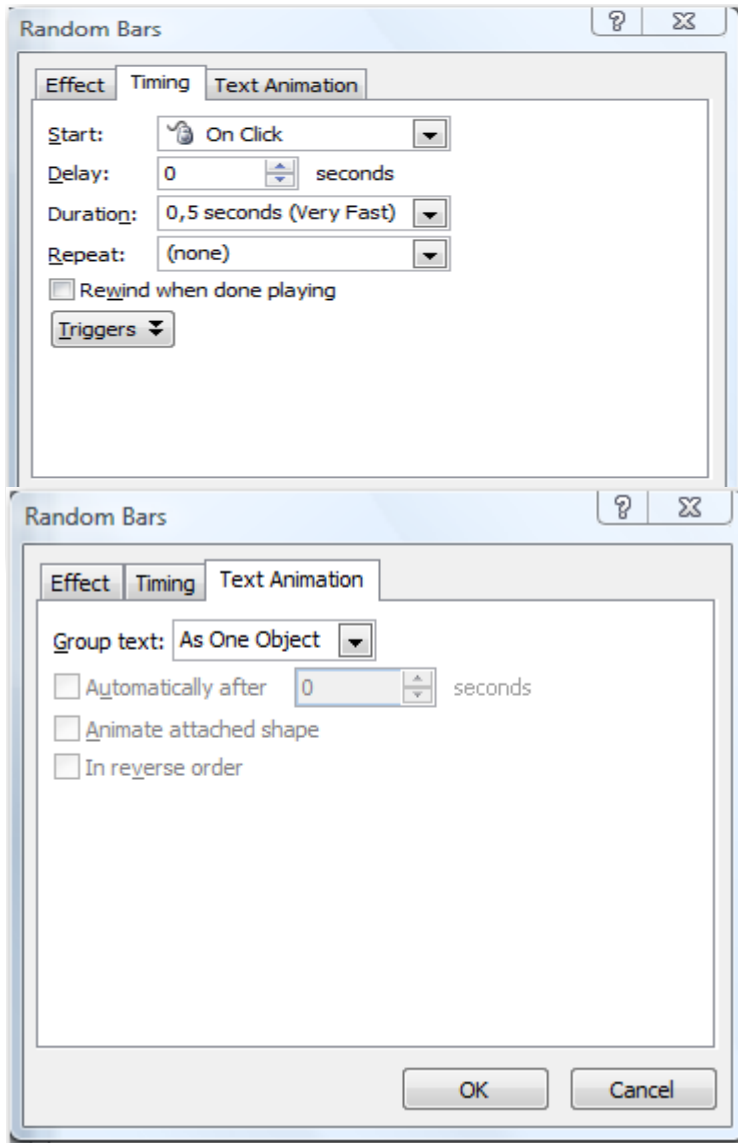 Random Bars
Effect Timing Text Animation
Start: On Click
Delay: 0 seconds
Duration: 0,5 seconds (Very Fast)
Repeat: (none)
Rewind when done playing
Triggers
Random Bars
Effect Timing Text Animation
Group text: As One Object
Automatically after 0 seconds
Animate attached shape
In reverse order
OK Cancel